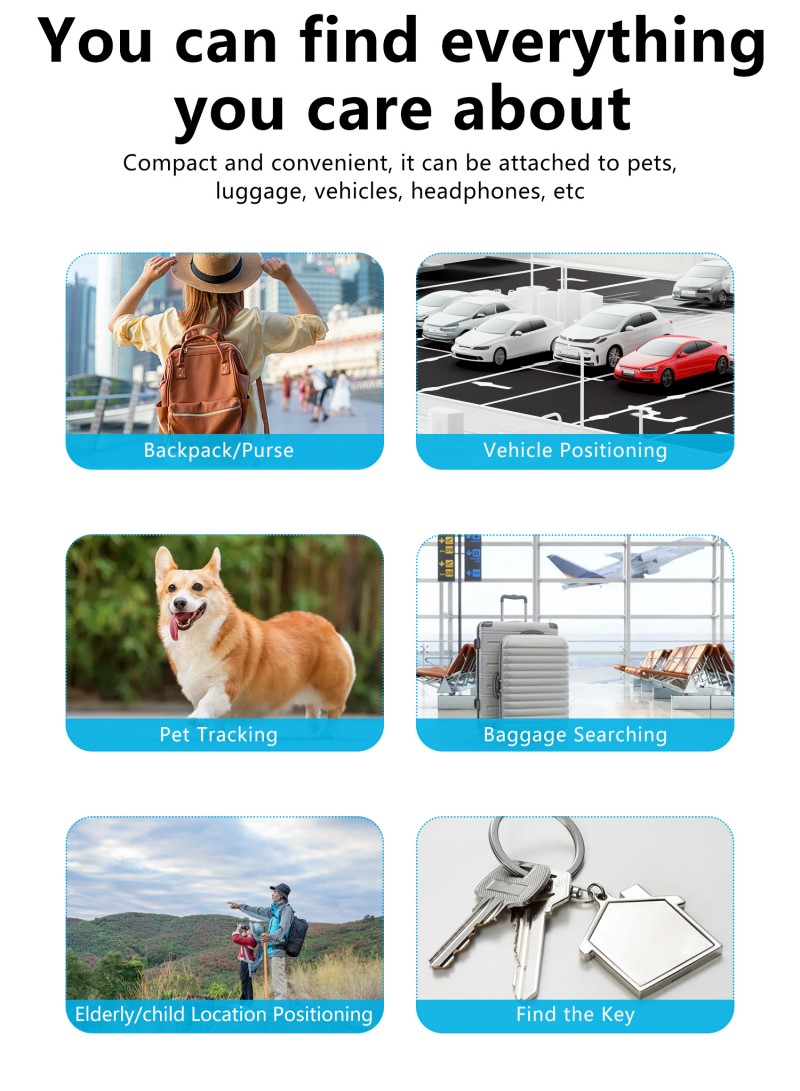 You can find everything
you care about
Compact and convenient, it can be attached to pets,
luggage, vehicles, headphones, etc
Backpack/Purse
Vehicle Positioning
Pet Tracking
Baggage Searching
Elderly/child Location Positioning
Find the Key